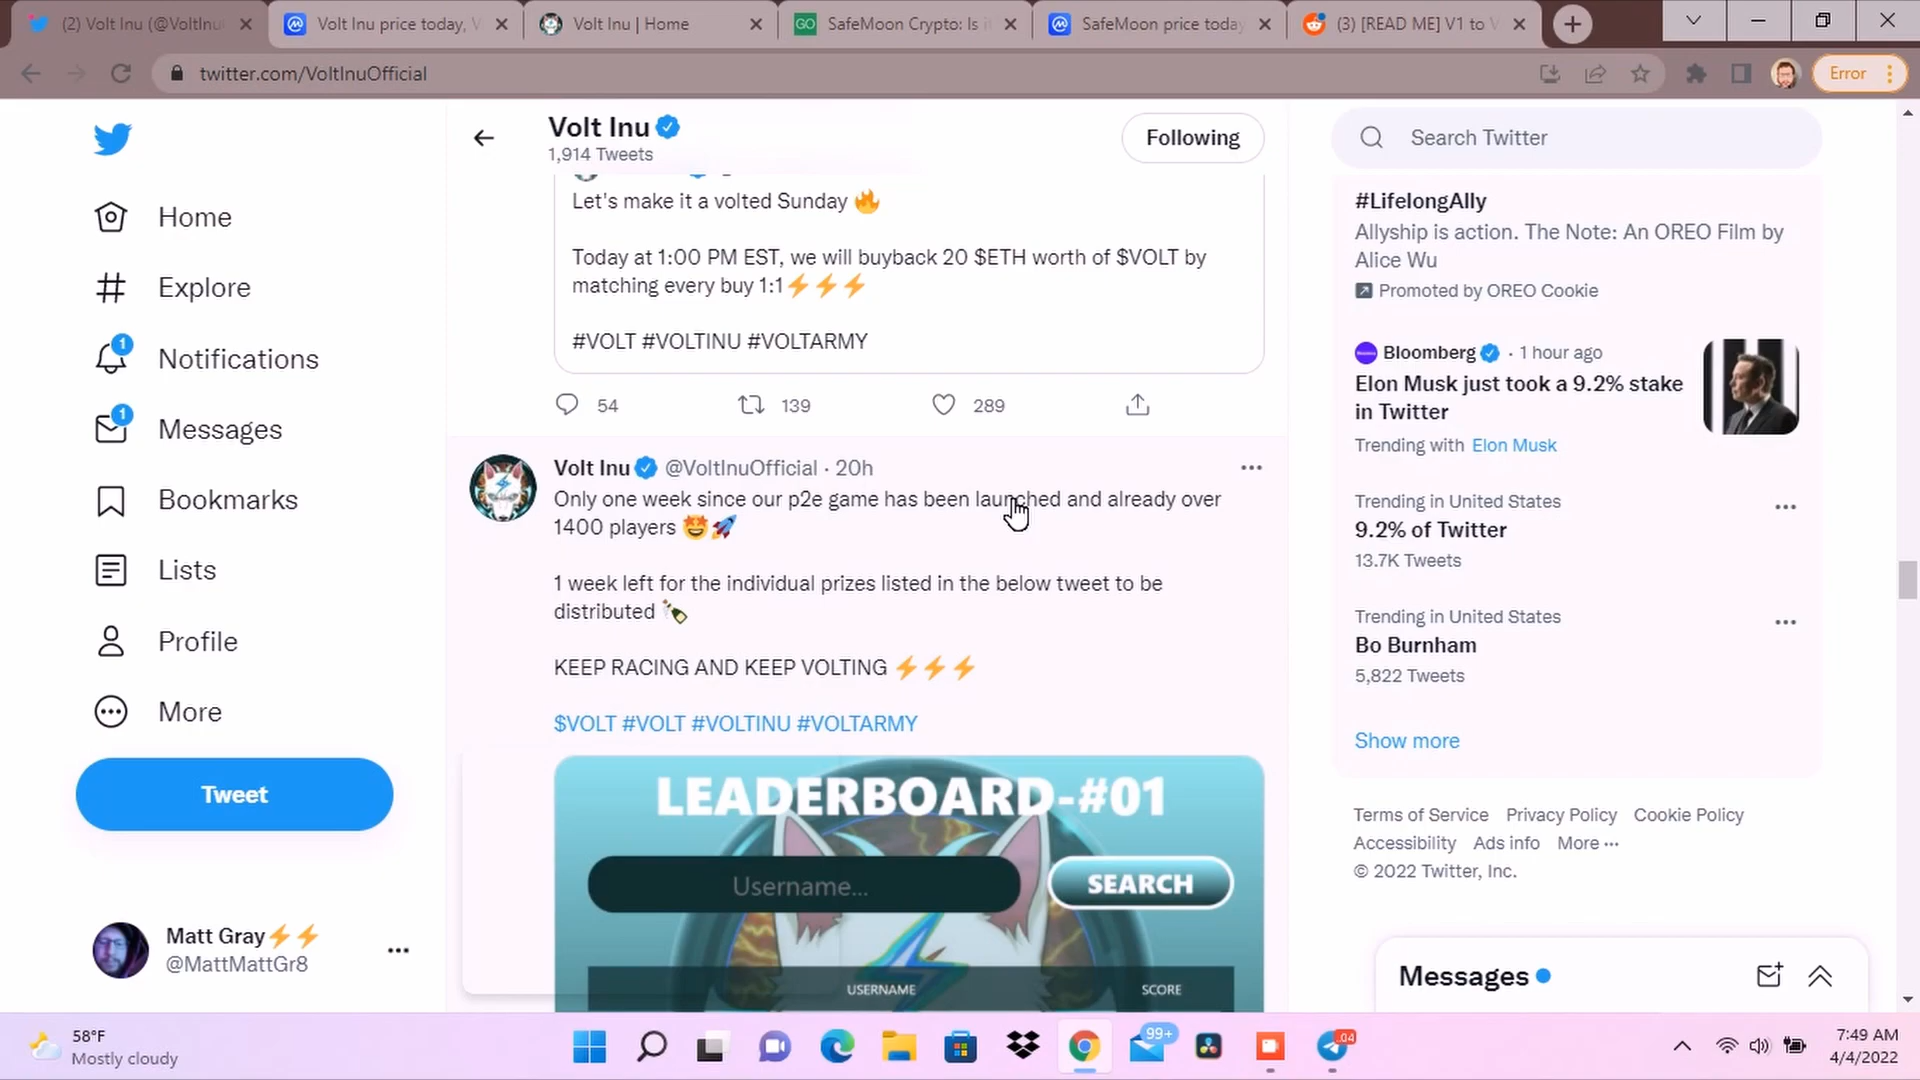 (2) Volt Inu (@VoltInu
Volt Inu price today, V
Volt Inu | Home
SafeMoon Crypto: Is i
SafeMoon price today
(3) [READ ME] V1 to V
twitter.com/VoltInuOfficial
Error
Home
Explore
1
Notifications
1
Messages
Bookmarks
Lists
Profile
More
Tweet
Matt Gray⚡⚡
@MattMattGr8
Volt Inu
1,914 Tweets
Following
Let's make it a volted Sunday 🔥
Today at 1:00 PM EST, we will buyback 20 $ETH worth of $VOLT by
matching every buy 1:1⚡⚡⚡
#VOLT #VOLTINU #VOLTARMY
54 139 289
Volt Inu @VoltInuOfficial · 20h
Only one week since our p2e game has been launched and already over
1400 players 🤩🚀
1 week left for the individual prizes listed in the below tweet to be
distributed 🍾
KEEP RACING AND KEEP VOLTING ⚡⚡⚡
$VOLT #VOLT #VOLTINU #VOLTARMY
LEADERBOARD-#01
Username...
SEARCH
USERNAME SCORE
Search Twitter
#LifelongAlly
Allyship is action. The Note: An OREO Film by
Alice Wu
Promoted by OREO Cookie
Bloomberg · 1 hour ago
Elon Musk just took a 9.2% stake
in Twitter
Trending with Elon Musk
Trending in United States
9.2% of Twitter
13.7K Tweets
Trending in United States
Bo Burnham
5,822 Tweets
Show more
Terms of Service Privacy Policy Cookie Policy
Accessibility Ads info More ···
© 2022 Twitter, Inc.
Messages
58°F
Mostly cloudy
99+
04
7:49 AM
4/4/2022